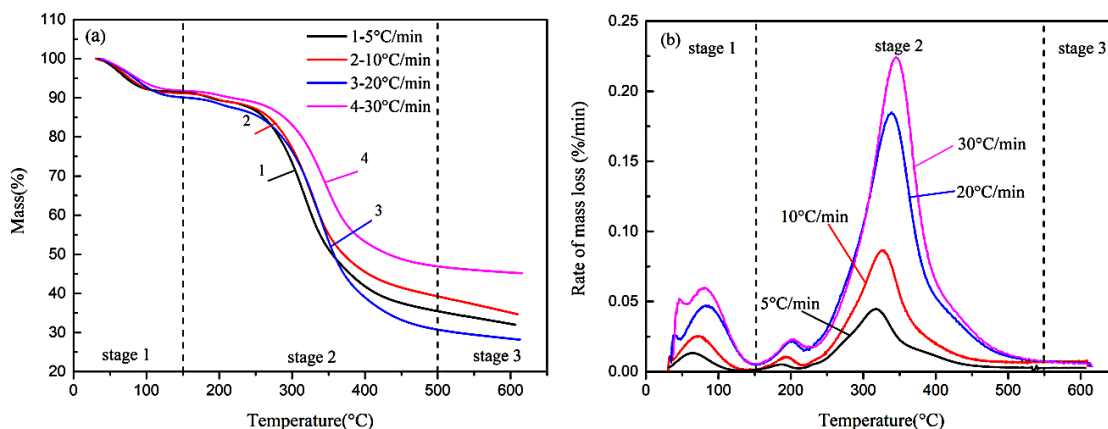 (a)
1-5°C/min
2-10°C/min
3-20°C/min
4-30°C/min
110
100
90
80
70
60
50
40
30
20
Mass(%)
2
1
4
3
stage 1
stage 2
stage 3
0
100
200
300
400
500
600
Temperature(°C)
(b)
stage 1
stage 2
stage 3
0.25
0.20
0.15
0.10
0.05
0.00
Rate of mass loss (%/min)
30°C/min
20°C/min
10°C/min
5°C/min
0
100
200
300
400
500
600
Temperature(°C)